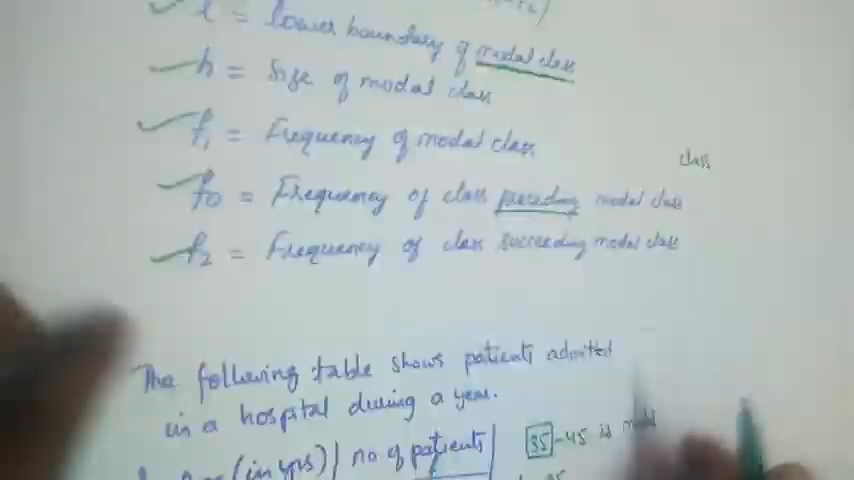 l = lower boundary of modal class
h = Size of modal class
f1 = Frequency of modal class
class
f0 = Frequency of class preceding modal class
f2 = Frequency of class succeeding modal class
The following table shows patients admitted
in a hospital during a year.
(in yrs) | no of patients | 35-45 is